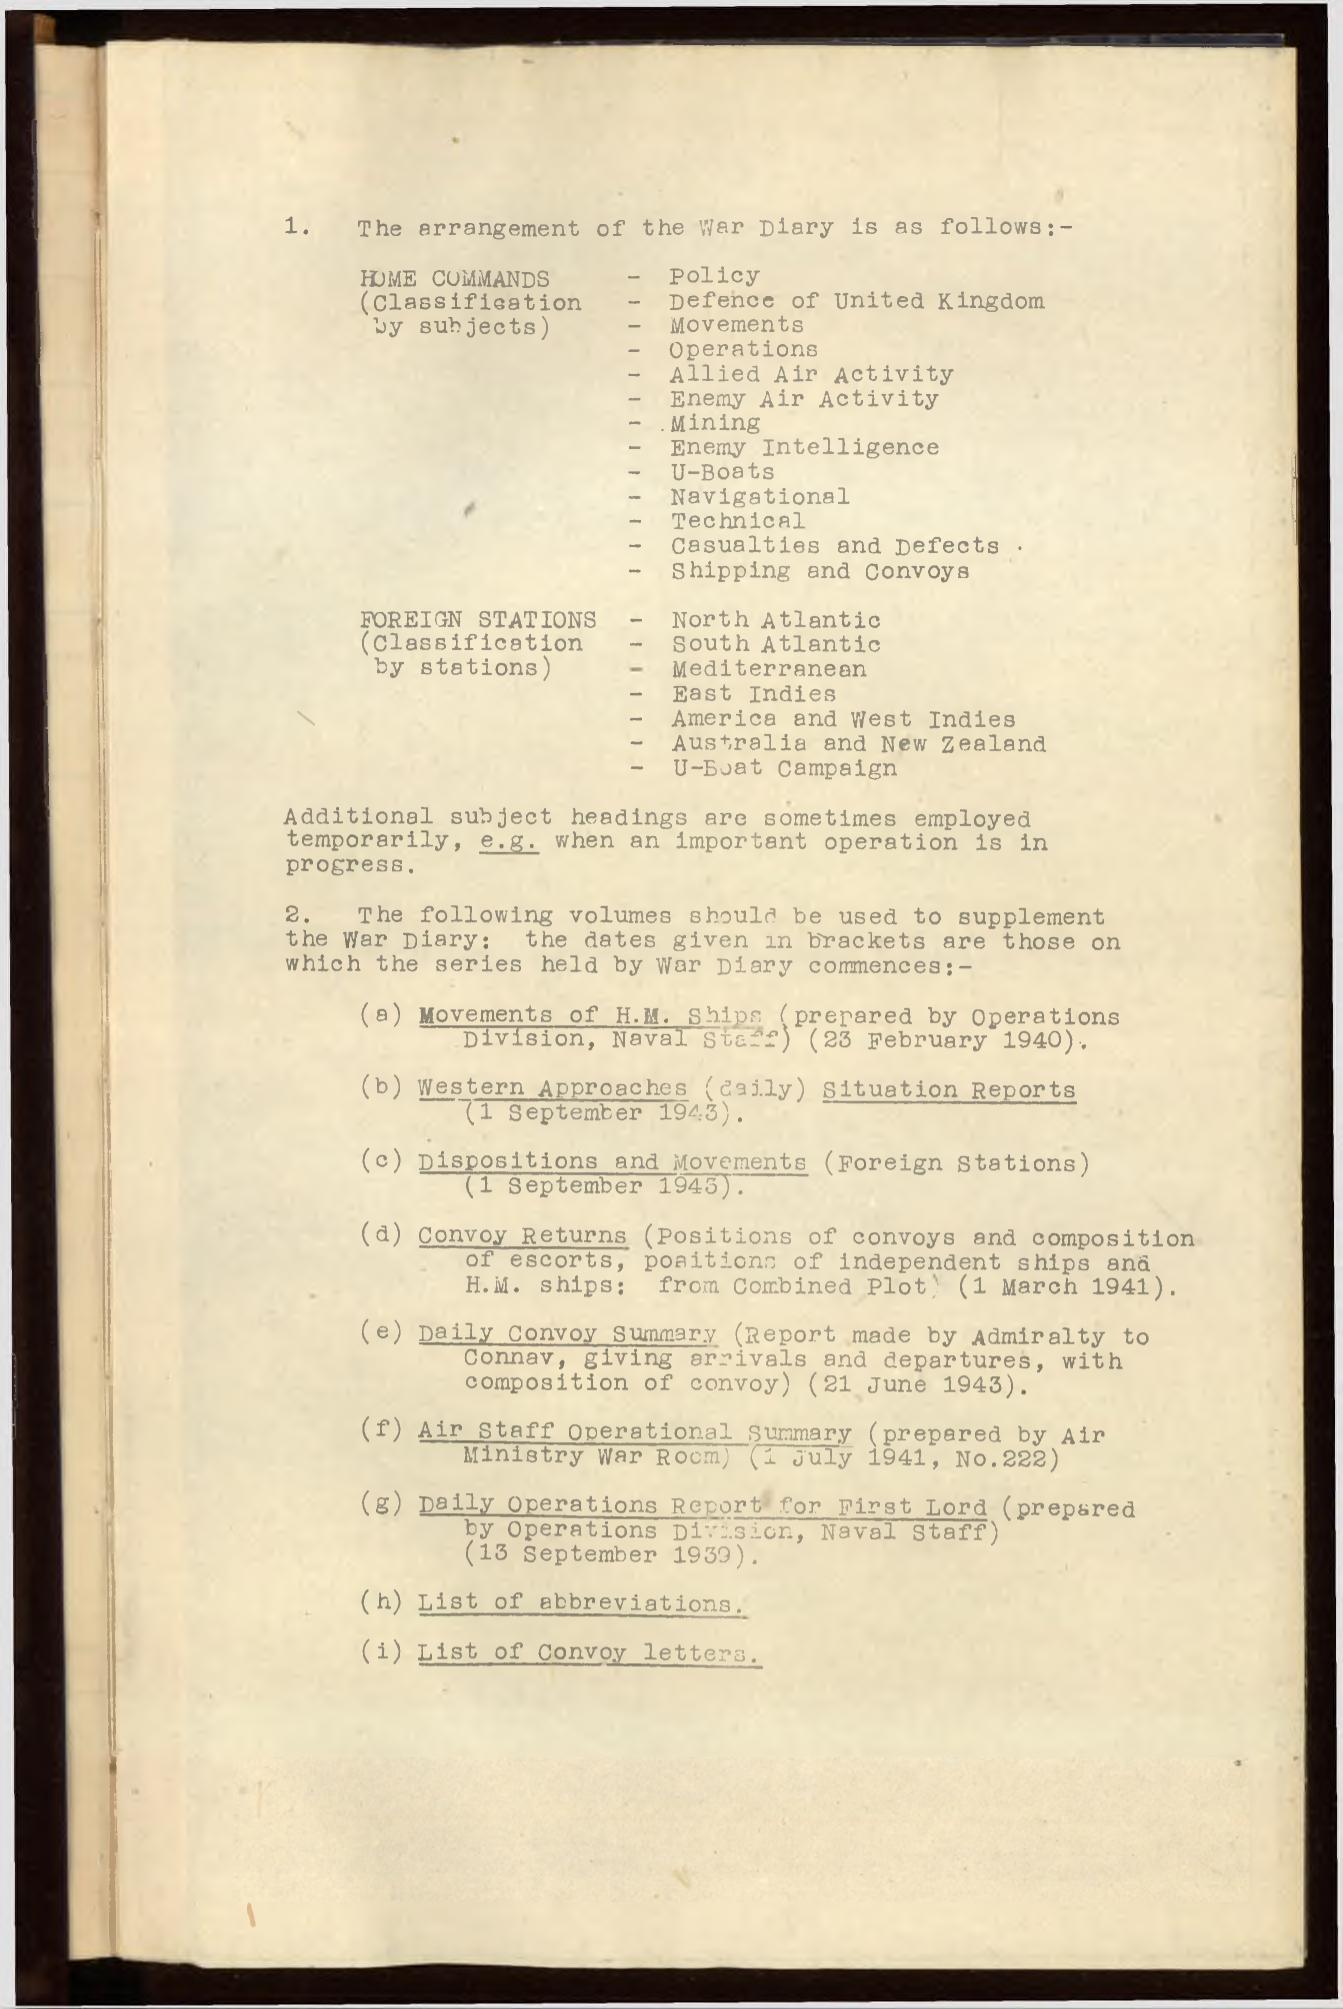 1. The arrangement of the War Diary is as follows:-
HOME COMMANDS - Policy
(Classification - Defence of United Kingdom
by subjects) - Movements
- Operations
- Allied Air Activity
- Enemy Air Activity
- Mining
- Enemy Intelligence
- U-Boats
- Navigational
- Technical
- Casualties and Defects
- Shipping and Convoys
FOREIGN STATIONS - North Atlantic
(Classification - South Atlantic
by stations) - Mediterranean
- East Indies
- America and West Indies
- Australia and New Zealand
- U-Boat Campaign
Additional subject headings are sometimes employed
temporarily, e.g. when an important operation is in
progress.
2. The following volumes should be used to supplement
the War Diary: the dates given in brackets are those on
which the series held by War Diary commences:-
(a) Movements of H.M. Ships (prepared by Operations
Division, Naval Staff) (23 February 1940).
(b) Western Approaches (daily) Situation Reports
(1 September 1943).
(c) Dispositions and Movements (Foreign Stations)
(1 September 1943).
(d) Convoy Returns (Positions of convoys and composition
of escorts, positions of independent ships and
H.M. ships: from Combined Plot) (1 March 1941).
(e) Daily Convoy Summary (Report made by Admiralty to
Connav, giving arrivals and departures, with
composition of convoy) (21 June 1943).
(f) Air Staff Operational Summary (prepared by Air
Ministry War Room) (1 July 1941, No.222)
(g) Daily Operations Report for First Lord (prepared
by Operations Division, Naval Staff)
(13 September 1939).
(h) List of abbreviations.
(i) List of Convoy letters.